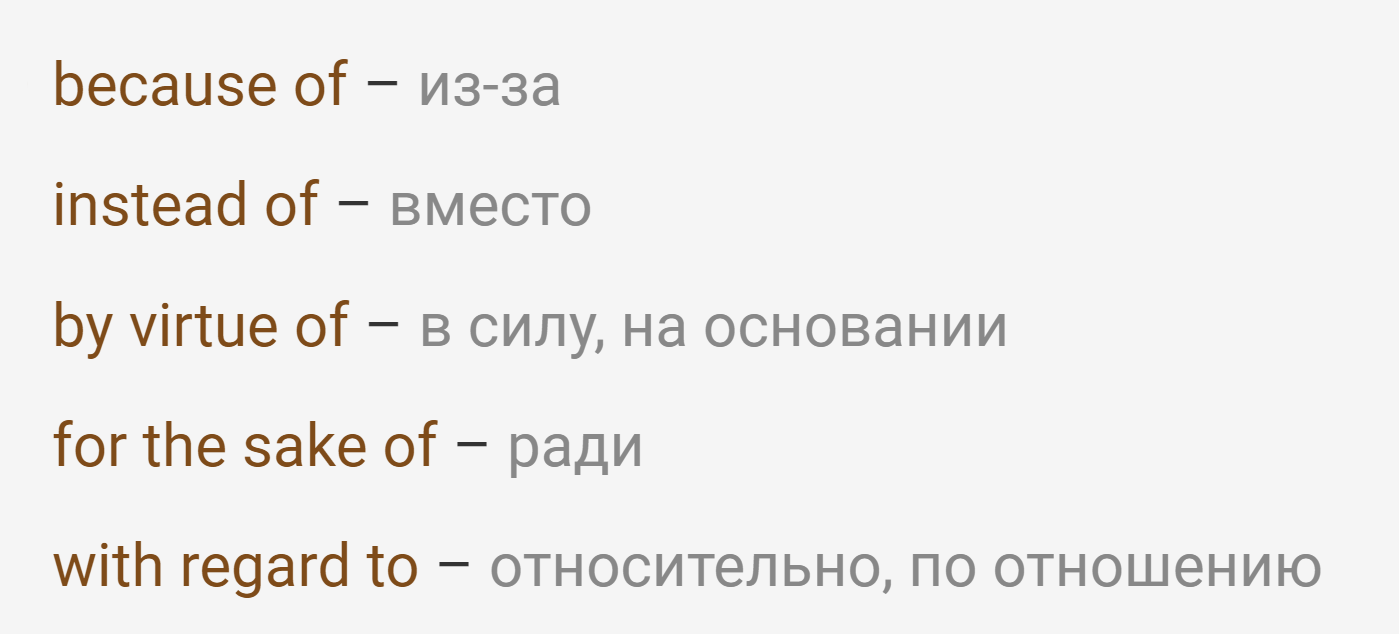 because of – из-за
instead of – вместо
by virtue of – в силу, на основании
for the sake of – ради
with regard to – относительно, по отношению